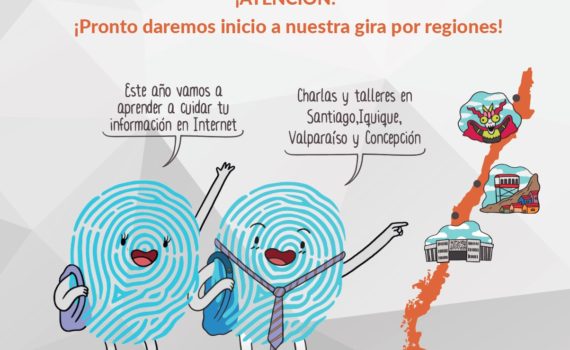 ¡ATENCIÓN!
¡Pronto daremos inicio a nuestra gira por regiones!
Este año vamos a
aprender a cuidar tu
información en Internet
Charlas y talleres en
Santiago,Iquique,
Valparaíso y Concepción